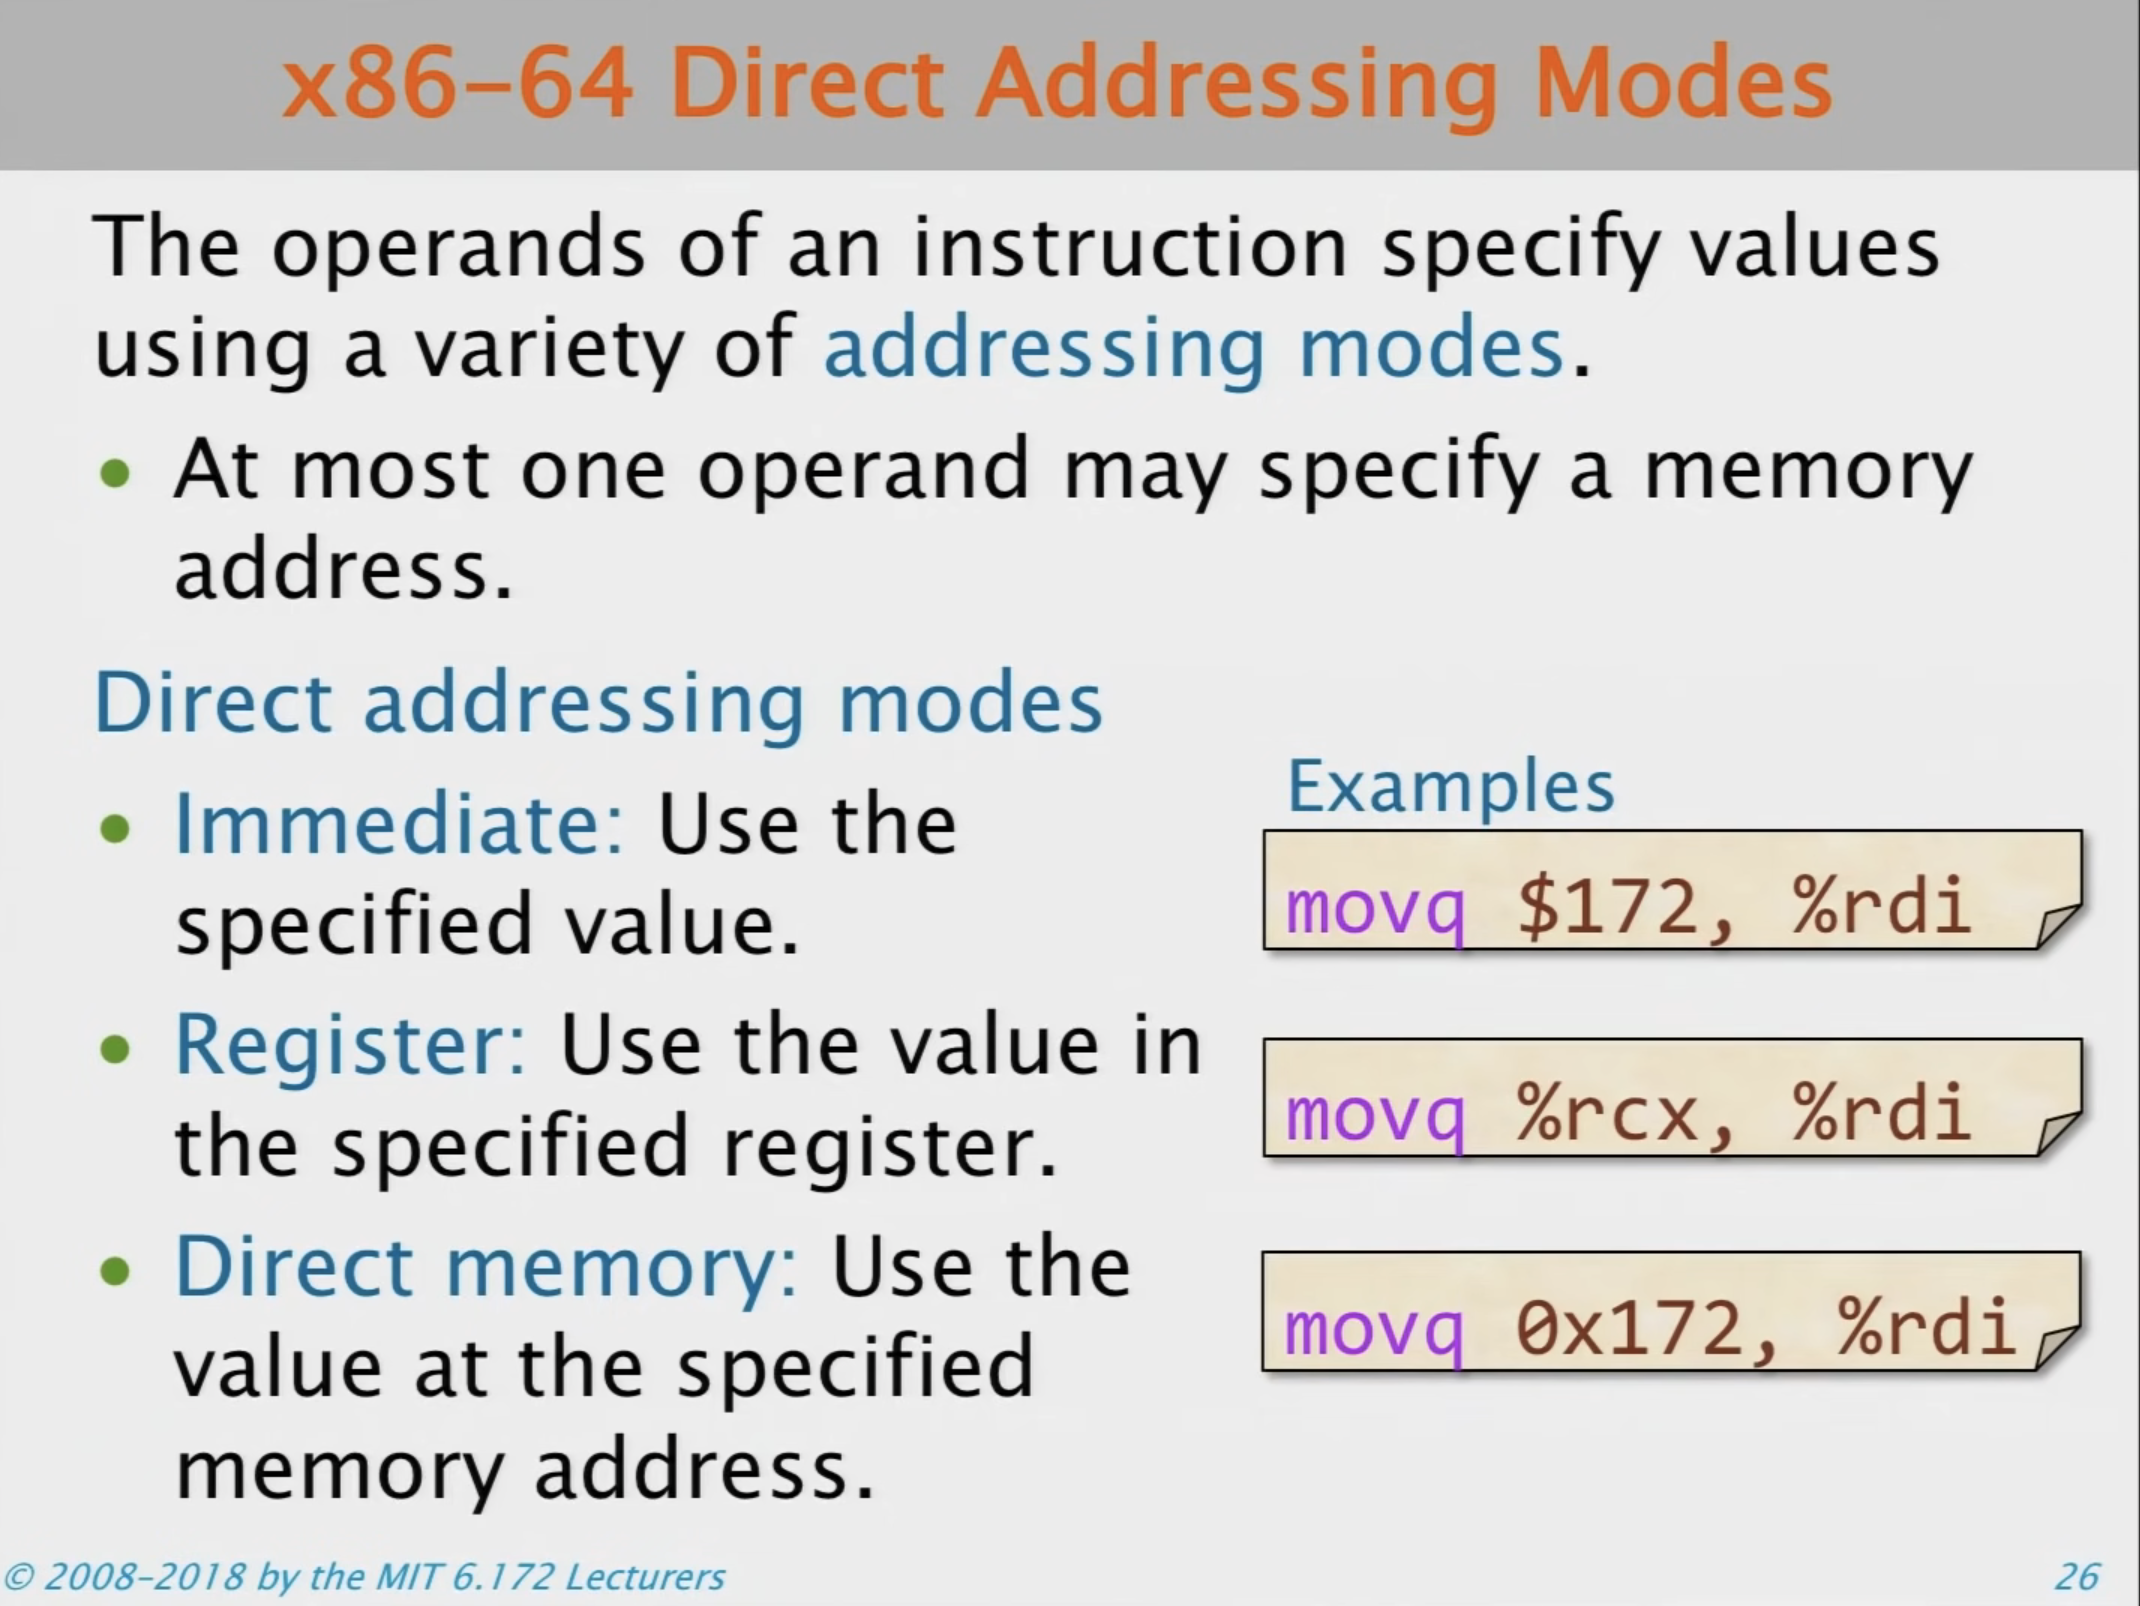 x86-64 Direct Addressing Modes
The operands of an instruction specify values
using a variety of addressing modes.
• At most one operand may specify a memory
address.
Direct addressing modes
• Immediate: Use the
specified value.
• Register: Use the value in
the specified register.
• Direct memory: Use the
value at the specified
memory address.
Examples
movq $172, %rdi
movq %rcx, %rdi
movq 0x172, %rdi
© 2008-2018 by the MIT 6.172 Lecturers
26